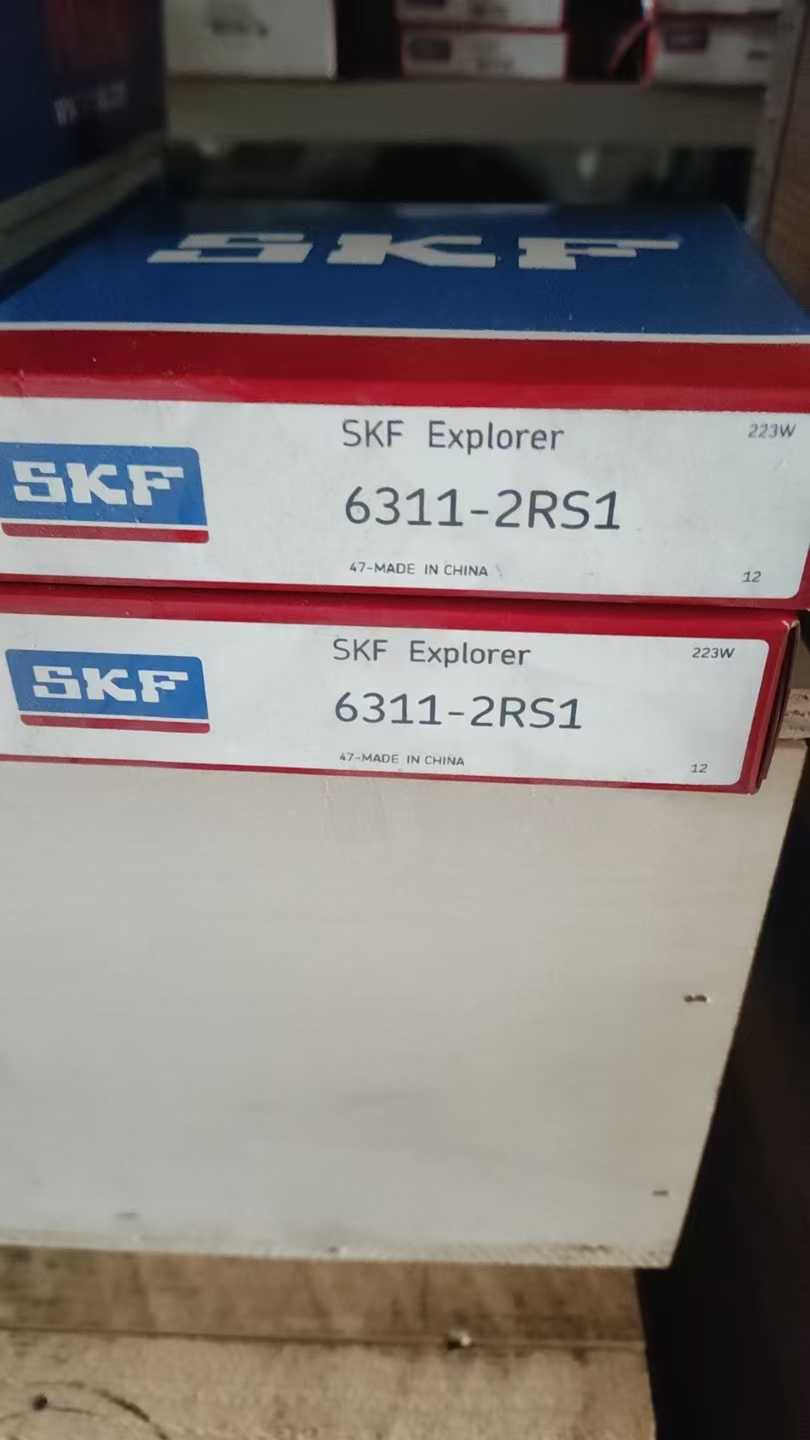 SKF
SKF Explorer
223W
SKF
6311-2RS1
47-MADE IN CHINA
12
SKF Explorer
223W
SKF
6311-2RS1
47-MADE IN CHINA
12